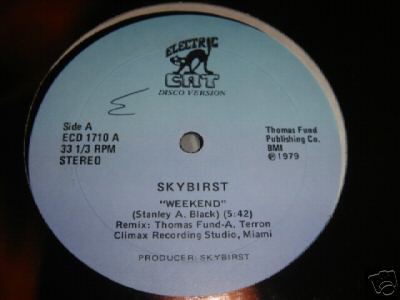 ELECTRIC
CAT
DISCO VERSION
Side A
ECD 1710 A
33 1/3 RPM
STEREO
Thomas Fund
Publishing Co.
BMI
℗1979
SKYBIRST
"WEEKEND"
(Stanley A. Black) (5:42)
Remix: Thomas Fund-A. Terron
Climax Recording Studio, Miami
PRODUCER: SKYBIRST
eb